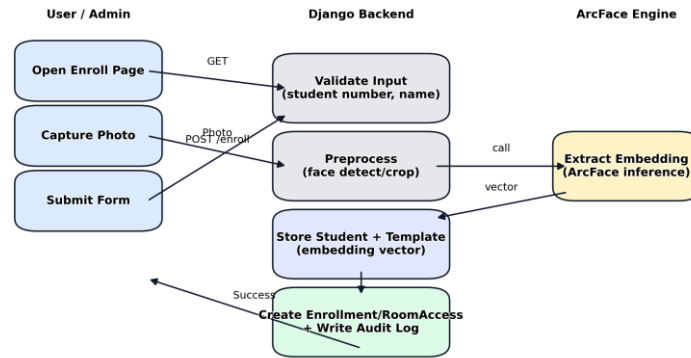 User / Admin
Django Backend
ArcFace Engine
Open Enroll Page
GET
Validate Input
(student number, name)
Capture Photo
Photo
POST /enroll
Preprocess
(face detect/crop)
call
Extract Embedding
(ArcFace inference)
Submit Form
vector
Store Student + Template
(embedding vector)
Success
Create Enrollment/RoomAccess
+ Write Audit Log